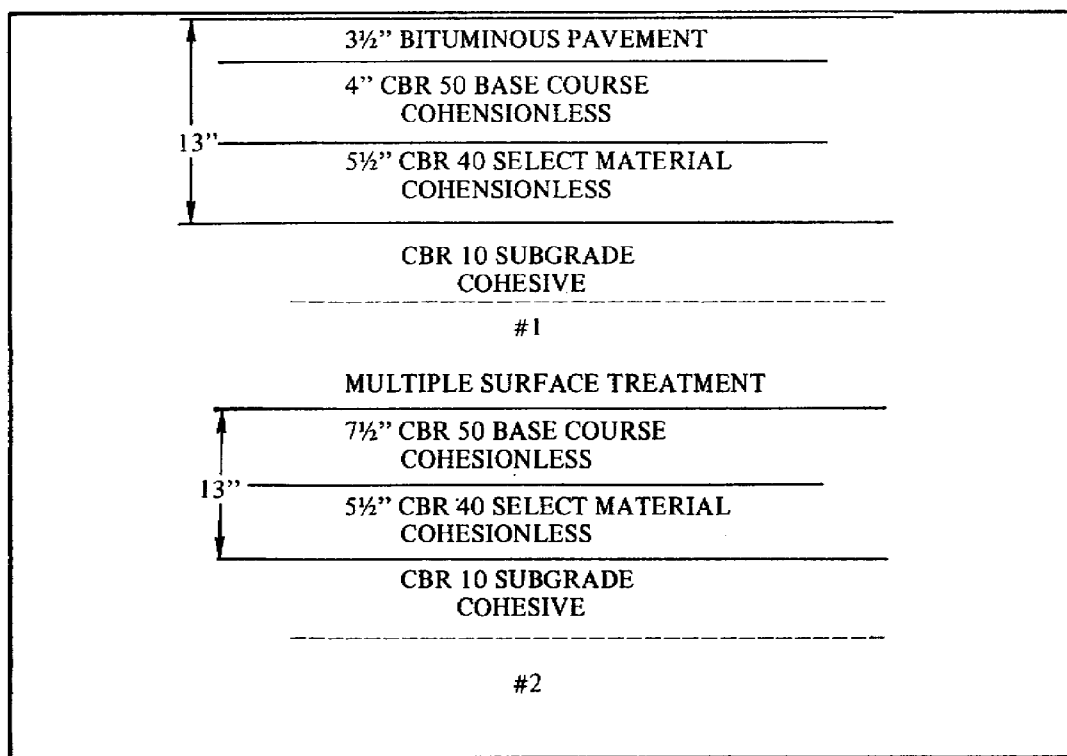 3½” BITUMINOUS PAVEMENT
4” CBR 50 BASE COURSE
COHENSIONLESS
13”
5½” CBR 40 SELECT MATERIAL
COHENSIONLESS
CBR 10 SUBGRADE
COHESIVE
#1
MULTIPLE SURFACE TREATMENT
7½” CBR 50 BASE COURSE
COHESIONLESS
13”
5½” CBR 40 SELECT MATERIAL
COHESIONLESS
CBR 10 SUBGRADE
COHESIVE
#2